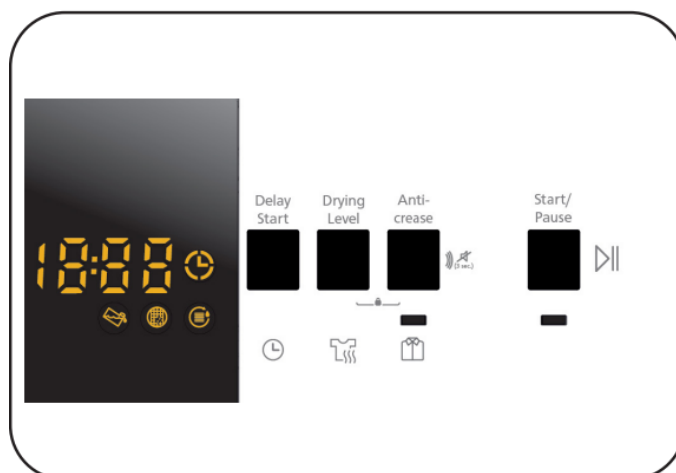 Delay
Start
Drying
Level
Anti-
crease
Start/
Pause
18:88
(3 sec.)